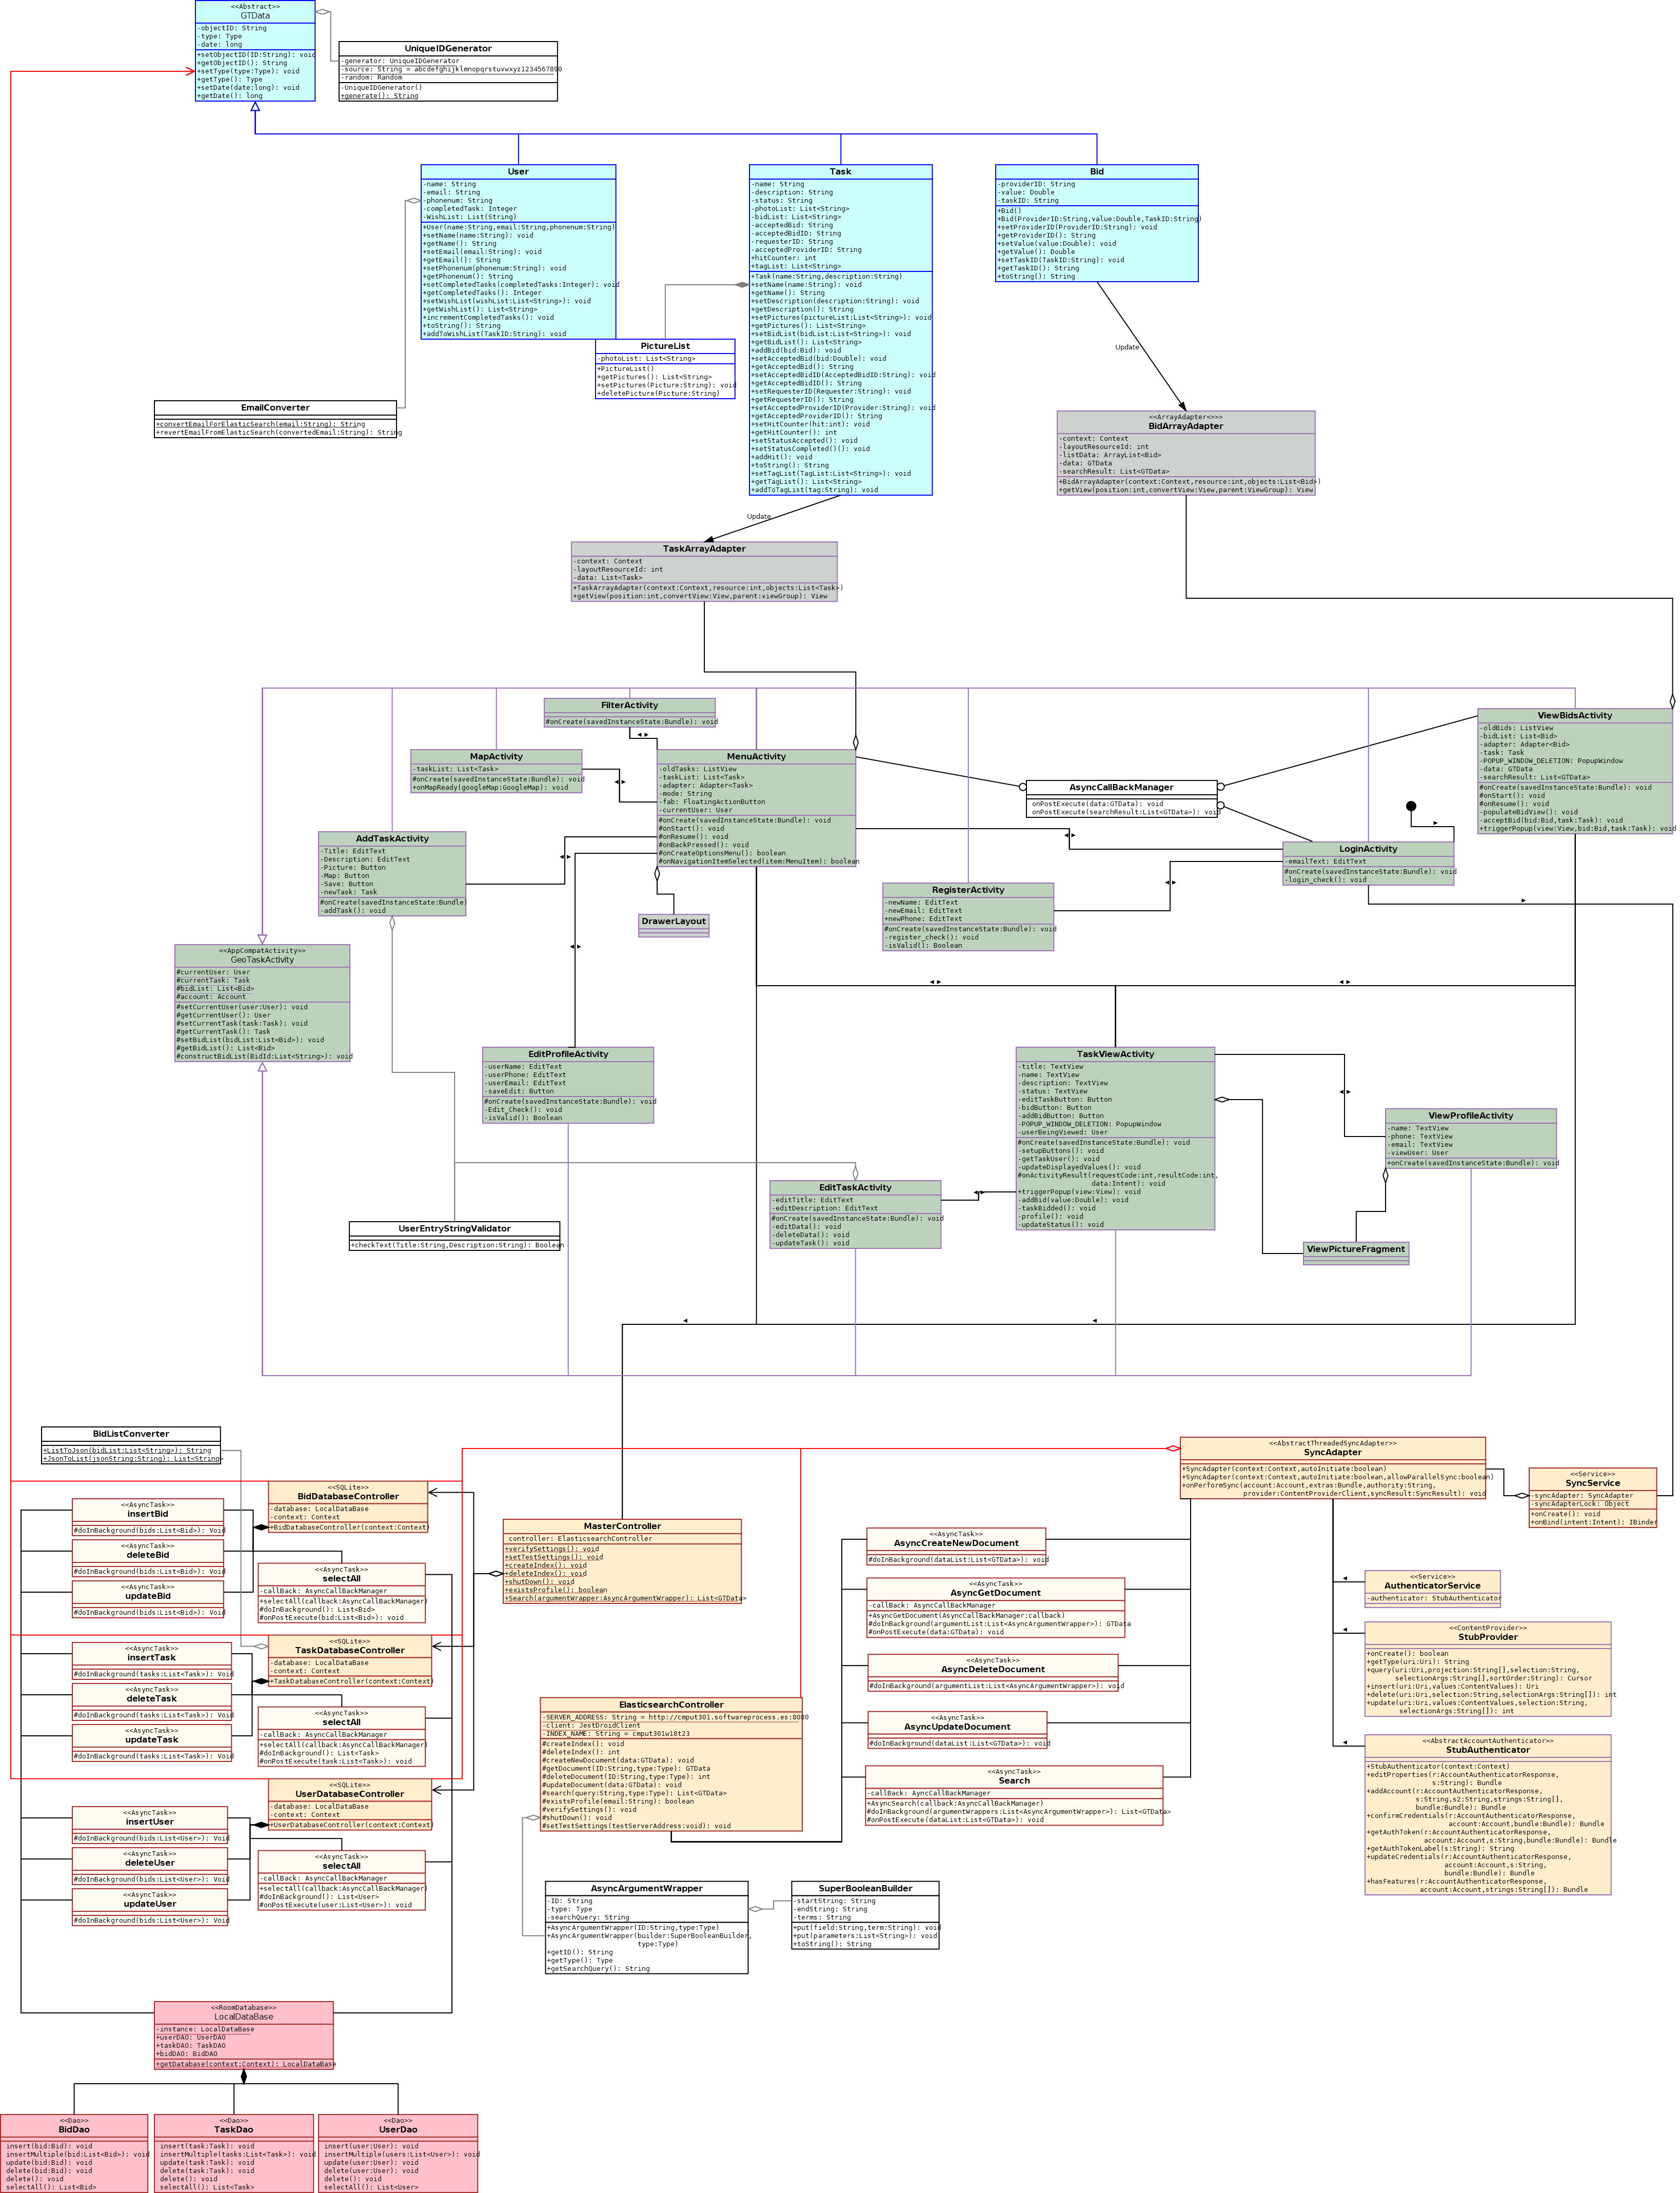 <<Abstract>>
GTData
-objectID: String
-type: Type
-date: long
+setObjectID(ID:String): void
+getObjectID(): String
+setType(type:Type): void
+getType(): Type
+setDate(date:long): void
+getDate(): long
UniqueIDGenerator
-generator: UniqueIDGenerator
-source: String = abcdefghijklmnopqrstuvwxyz1234567890
-random: Random
-UniqueIDGenerator()
+generate(): String
User
-name: String
-email: String
-phonenum: String
-completedTask: Integer
-WishList: List(String)
+User(name:String,email:String,phonenum:String)
+setName(name:String): void
+getName(): String
+setEmail(email:String): void
+getEmail(): String
+setPhonenum(phonenum:String): void
+getPhonenum(): String
+setCompletedTasks(completedTasks:Integer): void
+getCompletedTasks(): Integer
+setWishList(wishList:List<String>): void
+getWishList(): List<String>
+incrementCompletedTasks(): void
+toString(): String
+addToWishList(TaskID:String): void
Task
-name: String
-description: String
-status: String
-photoList: List<String>
-bidList: List<String>
-acceptedBid: String
-acceptedBidID: String
-requesterID: String
-acceptedProviderID: String
+hitCounter: int
+tagList: List<String>
+Task(name:String,description:String)
+setName(name:String): void
+getName(): String
+setDescription(description:String): void
+getDescription(): String
+setPictures(pictureList:List<String>): void
+getPictures(): List<String>
+setBidList(bidList:List<String>): void
+getBidList(): List<String>
+addBid(bid:Bid): void
+setAcceptedBid(bid:Double): void
+getAcceptedBid(): String
+setAcceptedBidID(AcceptedBidID:String): void
+getAcceptedBidID(): String
+setRequesterID(Requester:String): void
+getRequesterID(): String
+setAcceptedProviderID(Provider:String): void
+getAcceptedProviderID(): String
+setHitCounter(hit:int): void
+getHitCounter(): int
+setStatusAccepted(): void
+setStatusCompleted()(): void
+addHit(): void
+toString(): String
+setTagList(TagList:List<String>): void
+getTagList(): List<String>
+addToTagList(tag:String): void
Bid
-providerID: String
-value: Double
-taskID: String
+Bid()
+Bid(ProviderID:String,value:Double,TaskID:String)
+setProviderID(ProviderID:String): void
+getProviderID(): String
+setValue(value:Double): void
+getValue(): Double
+setTaskID(TaskID:String): void
+getTaskID(): String
+toString(): String
PictureList
-photoList: List<String>
+PictureList()
+getPictures(): List<String>
+setPictures(Picture:String): void
+deletePicture(Picture:String)
Update
EmailConverter
+convertEmailForElasticSearch(email:String): String
+revertEmailFromElasticSearch(convertedEmail:String): String
<<ArrayAdapter<>>>
BidArrayAdapter
-context: Context
-layoutResourceId: int
-listData: ArrayList<Bid>
-data: GTData
-searchResult: List<GTData>
+BidArrayAdapter(context:Context,resource:int,objects:List<Bid>)
+getView(position:int,convertView:View,parent:ViewGroup): View
Update
TaskArrayAdapter
-context: Context
-layoutResourceId: int
-data: List<Task>
+TaskArrayAdapter(context:Context,resource:int,objects:List<Task>)
+getView(position:int,convertView:View,parent:viewGroup): View
FilterActivity
#onCreate(savedInstanceState:Bundle): void
MapActivity
-taskList: List<Task>
#onCreate(savedInstanceState:Bundle): void
+onMapReady(googleMap:GoogleMap): void
MenuActivity
-oldTasks: ListView
-taskList: List<Task>
-adapter: Adapter<Task>
-mode: String
-fab: FloatingActionButton
-currentUser: User
#onCreate(savedInstanceState:Bundle): void
#onStart(): void
#onResume(): void
#onBackPressed(): void
#onCreateOptionsMenu(): boolean
#onNavigationItemSelected(item:MenuItem): boolean
AsyncCallBackManager
onPostExecute(data:GTData): void
onPostExecute(searchResult:List<GTData>): void
ViewBidsActivity
-oldBids: ListView
-bidList: List<Bid>
-adapter: Adapter<Bid>
-task: Task
-POPUP_WINDOW_DELETION: PopupWindow
-data: GTData
-searchResult: List<GTData>
#onCreate(savedInstanceState:Bundle): void
#onStart(): void
#onResume(): void
-populateBidView(): void
-acceptBid(bid:Bid,task:Task): void
+triggerPopup(view:View,bid:Bid,task:Task): void
AddTaskActivity
-Title: EditText
-Description: EditText
-Picture: Button
-Map: Button
-Save: Button
-newTask: Task
#onCreate(savedInstanceState:Bundle)
-addTask(): void
LoginActivity
-emailText: EditText
#onCreate(savedInstanceState:Bundle): void
-login_check(): void
RegisterActivity
-newName: EditText
-newEmail: EditText
+newPhone: EditText
#onCreate(savedInstanceState:Bundle): void
-register_check(): void
-isValid(): Boolean
DrawerLayout
<<AppCompatActivity>>
GeoTaskActivity
#currentUser: User
#currentTask: Task
#bidList: List<Bid>
#account: Account
#setCurrentUser(user:User): void
#getCurrentUser(): User
#setCurrentTask(task:Task): void
#getCurrentTask(): Task
#setBidList(bidList:List<Bid>): void
#getBidList(): List<Bid>
#constructBidList(BidId:List<String>): void
EditProfileActivity
-userName: EditText
-userPhone: EditText
-userEmail: EditText
-saveEdit: Button
#onCreate(savedInstanceState:Bundle): void
-Edit_Check(): void
-isValid(): Boolean
TaskViewActivity
-title: TextView
-name: TextView
-description: TextView
-status: TextView
-editTaskButton: Button
-bidButton: Button
-addBidButton: Button
-POPUP_WINDOW_DELETION: PopupWindow
-userBeingViewed: User
#onCreate(savedInstanceState:Bundle): void
-setupButtons(): void
-getTaskUser(): void
-updateDisplayedValues(): void
#onActivityResult(requestCode:int,resultCode:int,
data:Intent): void
+triggerPopup(view:View): void
-addBid(value:Double): void
-taskBidded(): void
-profile(): void
-updateStatus(): void
ViewProfileActivity
-name: TextView
-phone: TextView
-email: TextView
-viewUser: User
+onCreate(savedInstanceState:Bundle): void
EditTaskActivity
-editTitle: EditText
-editDescription: EditText
#onCreate(savedInstanceState:Bundle): void
-editData(): void
-deleteData(): void
-updateTask(): void
UserEntryStringValidator
+checkText(Title:String,Description:String): Boolean
ViewPictureFragment
BidListConverter
+ListToJson(bidList:List<String>): String
+JsonToList(jsonString:String): List<String>
<<AbstractThreadedSyncAdapter>>
SyncAdapter
+SyncAdapter(context:Context,autoInitiate:boolean)
+SyncAdapter(context:Context,autoInitiate:boolean,allowParallelSync:boolean)
+onPerformSync(account:Account,extras:Bundle,authority:String,
provider:ContentProviderClient,syncResult:SyncResult): void
<<Service>>
SyncService
-syncAdapter: SyncAdapter
-syncAdapterLock: Object
+onCreate(): void
+onBind(intent:Intent): IBinder
<<SQLite>>
BidDatabaseController
-database: LocalDataBase
-context: Context
+BidDatabaseController(context:Context)
<<AsyncTask>>
insertBid
#doInBackground(bids:List<Bid>): Void
<<AsyncTask>>
deleteBid
#doInBackground(bids:List<Bid>): Void
<<AsyncTask>>
updateBid
#doInBackground(bids:List<Bid>): Void
<<AsyncTask>>
selectAll
-callBack: AsyncCallBackManager
+selectAll(callback:AsyncCallBackManager)
#doInBackground(): List<Bid>
#onPostExecute(bid:List<Bid>): void
MasterController
controller: ElasticsearchController
+verifySettings(): void
+setTestSettings(): void
+createIndex(): void
+deleteIndex(): void
+shutDown(): void
+existsProfile(): boolean
+Search(argumentWrapper:AsyncArgumentWrapper): List<GTData>
<<AsyncTask>>
AsyncCreateNewDocument
#doInBackground(dataList:List<GTData>): void
<<AsyncTask>>
AsyncGetDocument
-callBack: AsyncCallBackManager
+AsyncGetDocument(AsyncCallBackManager:callback)
#doInBackground(argumentList:List<AsyncArgumentWrapper>): GTData
#onPostExecute(data:GTData): void
<<AsyncTask>>
AsyncDeleteDocument
#doInBackground(argumentList:List<AsyncArgumentWrapper>): void
<<AsyncTask>>
AsyncUpdateDocument
#doInBackground(dataList:List<GTData>): void
<<AsyncTask>>
Search
-callBack: AyncCallBackManager
+AsyncSearch(callback:AsyncCallBackManager)
#doInBackground(argumentWrappers:List<AsyncArgumentWrapper>): List<GTData>
#onPostExecute(dataList:List<GTData>): void
<<Service>>
AuthenticatorService
-authenticator: StubAuthenticator
<<ContentProvider>>
StubProvider
+onCreate(): boolean
+getType(uri:Uri): String
+query(uri:Uri,projection:String[],selection:String,
selectionArgs:String[],sortOrder:String): Cursor
+insert(uri:Uri,values:ContentValues): Uri
+delete(uri:Uri,selection:String,selectionArgs:String[]): int
+update(uri:Uri,values:ContentValues,selection:String,
selectionArgs:String[]): int
<<AbstractAccountAuthenticator>>
StubAuthenticator
+StubAuthenticator(context:Context)
+editProperties(r:AccountAuthenticatorResponse,
s:String): Bundle
+addAccount(r:AccountAuthenticatorResponse,
s:String,s2:String,strings:String[],
bundle:Bundle): Bundle
+confirmCredentials(r:AccountAuthenticatorResponse,
account:Account,bundle:Bundle): Bundle
+getAuthToken(r:AccountAuthenticatorResponse,
account:Account,s:String,bundle:Bundle): Bundle
+getAuthTokenLabel(s:String): String
+updateCredentials(r:AccountAuthenticatorResponse,
account:Account,s:String,
bundle:Bundle): Bundle
+hasFeatures(r:AccountAuthenticatorResponse,
account:Account,strings:String[]): Bundle
<<SQLite>>
TaskDatabaseController
-database: LocalDataBase
-context: Context
+TaskDatabaseController(context:Context)
<<AsyncTask>>
insertTask
#doInBackground(tasks:List<Task>): Void
<<AsyncTask>>
deleteTask
#doInBackground(tasks:List<Task>): Void
<<AsyncTask>>
updateTask
#doInBackground(tasks:List<Task>): Void
<<AsyncTask>>
selectAll
-callBack: AsyncCallBackManager
+selectAll(callback:AsyncCallBackManager)
#doInBackground(): List<Task>
#onPostExecute(task:List<Task>): void
ElasticsearchController
-SERVER_ADDRESS: String = http://cmput301.softwareprocess.es:8080
-client: JestDroidClient
-INDEX_NAME: String = cmput301w18t23
#createIndex(): void
#deleteIndex(): int
#createNewDocument(data:GTData): void
#getDocument(ID:String,type:Type): GTData
#deleteDocument(ID:String,type:Type): int
#updateDocument(data:GTData): void
#search(query:String,type:Type): List<GTData>
#existsProfile(email:String): boolean
#verifySettings(): void
#shutDown(): void
#setTestSettings(testServerAddress:void): void
<<SQLite>>
UserDatabaseController
-database: LocalDataBase
-context: Context
+UserDatabaseController(context:Context)
<<AsyncTask>>
insertUser
#doInBackground(bids:List<User>): Void
<<AsyncTask>>
deleteUser
#doInBackground(bids:List<User>): Void
<<AsyncTask>>
updateUser
#doInBackground(bids:List<User>): Void
<<AsyncTask>>
selectAll
-callBack: AsyncCallBackManager
+selectAll(callback:AsyncCallBackManager)
#doInBackground(): List<User>
#onPostExecute(user:List<User>): void
AsyncArgumentWrapper
-ID: String
-type: Type
-searchQuery: String
+AsyncArgumentWrapper(ID:String,type:Type)
+AsyncArgumentWrapper(builder:SuperBooleanBuilder,
type:Type)
+getID(): String
+getType(): Type
+getSearchQuery(): String
SuperBooleanBuilder
-startString: String
-endString: String
-terms: String
+put(field:String,term:String): void
+put(parameters:List<String>): void
+toString(): String
<<RoomDatabase>>
LocalDataBase
-instance: LocalDataBase
+userDAO: UserDAO
+taskDAO: TaskDAO
+bidDAO: BidDAO
+getDatabase(context:Context): LocalDataBase
<<Dao>>
BidDao
insert(bid:Bid): void
insertMultiple(bid:List<Bid>): void
update(bid:Bid): void
delete(bid:Bid): void
delete(): void
selectAll(): List<Bid>
<<Dao>>
TaskDao
insert(task:Task): void
insertMultiple(tasks:List<Task>): void
update(task:Task): void
delete(task:Task): void
delete(): void
selectAll(): List<Task>
<<Dao>>
UserDao
insert(user:User): void
insertMultiple(users:List<User>): void
update(user:User): void
delete(user:User): void
delete(): void
selectAll(): List<User>